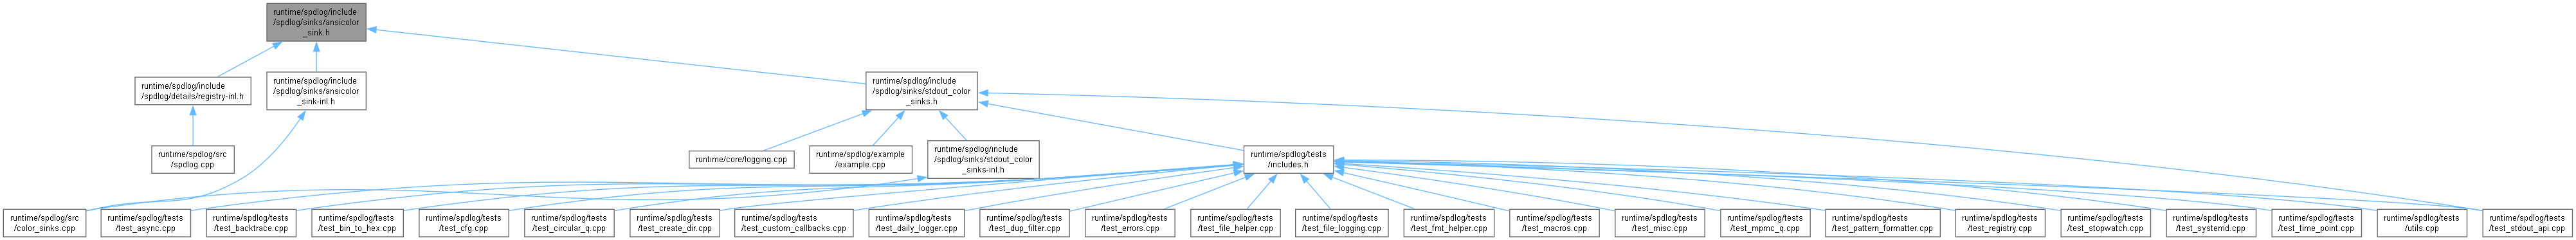 runtime/spdlog/include
/spdlog/sinks/ansicolor
_sink.h
runtime/spdlog/include
/spdlog/details/registry-inl.h
runtime/spdlog/include
/spdlog/sinks/ansicolor
_sink-inl.h
runtime/spdlog/include
/spdlog/sinks/stdout_color
_sinks.h
runtime/spdlog/src
/spdlog.cpp
runtime/core/logging.cpp
runtime/spdlog/example
/example.cpp
runtime/spdlog/include
/spdlog/sinks/stdout_color
_sinks-inl.h
runtime/spdlog/tests
/includes.h
runtime/spdlog/src
/color_sinks.cpp
runtime/spdlog/tests
/test_async.cpp
runtime/spdlog/tests
/test_backtrace.cpp
runtime/spdlog/tests
/test_bin_to_hex.cpp
runtime/spdlog/tests
/test_cfg.cpp
runtime/spdlog/tests
/test_circular_q.cpp
runtime/spdlog/tests
/test_create_dir.cpp
runtime/spdlog/tests
/test_custom_callbacks.cpp
runtime/spdlog/tests
/test_daily_logger.cpp
runtime/spdlog/tests
/test_dup_filter.cpp
runtime/spdlog/tests
/test_errors.cpp
runtime/spdlog/tests
/test_file_helper.cpp
runtime/spdlog/tests
/test_file_logging.cpp
runtime/spdlog/tests
/test_fmt_helper.cpp
runtime/spdlog/tests
/test_macros.cpp
runtime/spdlog/tests
/test_misc.cpp
runtime/spdlog/tests
/test_mpmc_q.cpp
runtime/spdlog/tests
/test_pattern_formatter.cpp
runtime/spdlog/tests
/test_registry.cpp
runtime/spdlog/tests
/test_stopwatch.cpp
runtime/spdlog/tests
/test_systemd.cpp
runtime/spdlog/tests
/test_time_point.cpp
runtime/spdlog/tests
/utils.cpp
runtime/spdlog/tests
/test_stdout_api.cpp